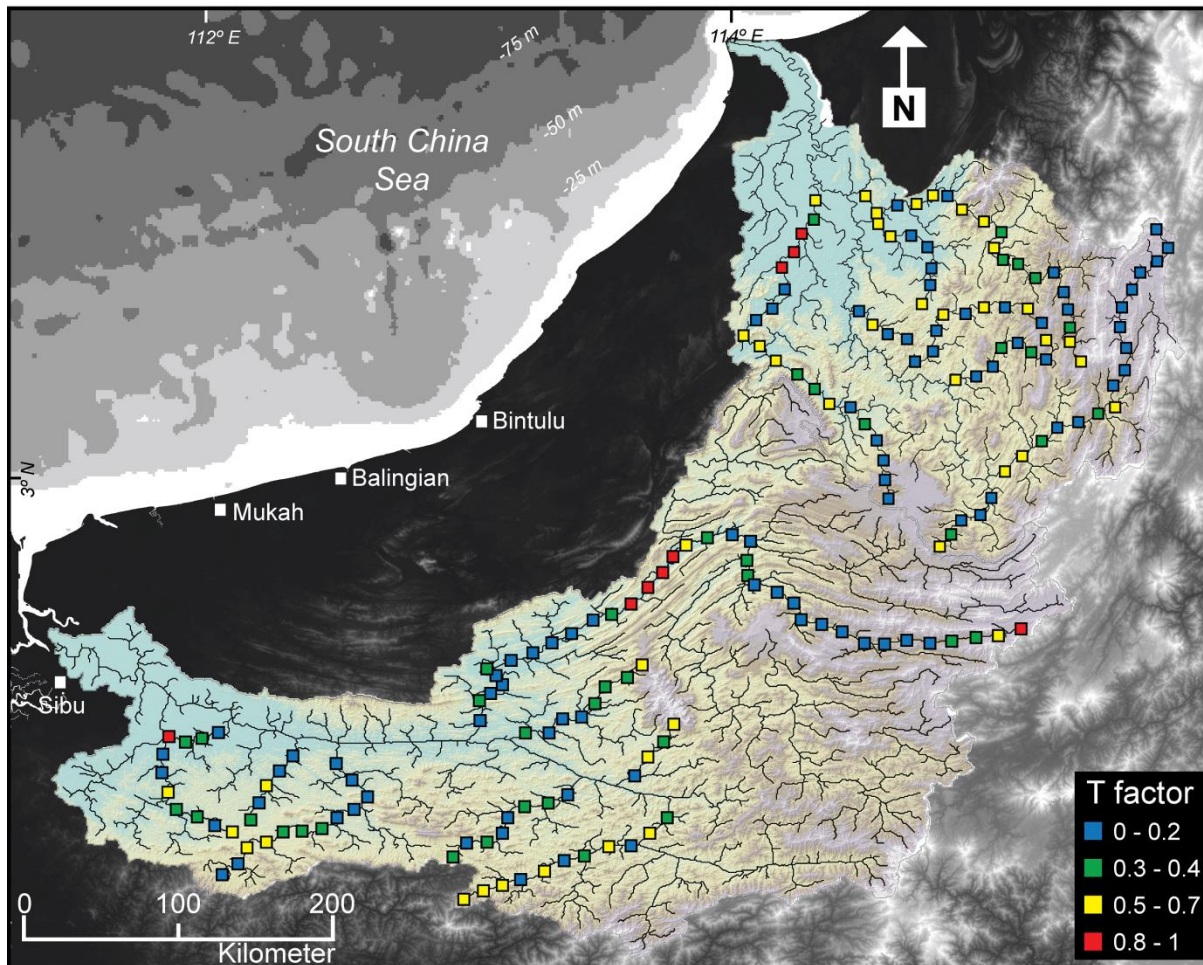 112° E
114° E
-75 m
-50 m
-25 m
N
South China
Sea
3° N
Bintulu
Balingian
Mukah
Sibu
T factor
0 - 0.2
0.3 - 0.4
0.5 - 0.7
0.8 - 1
0 100 200
Kilometer